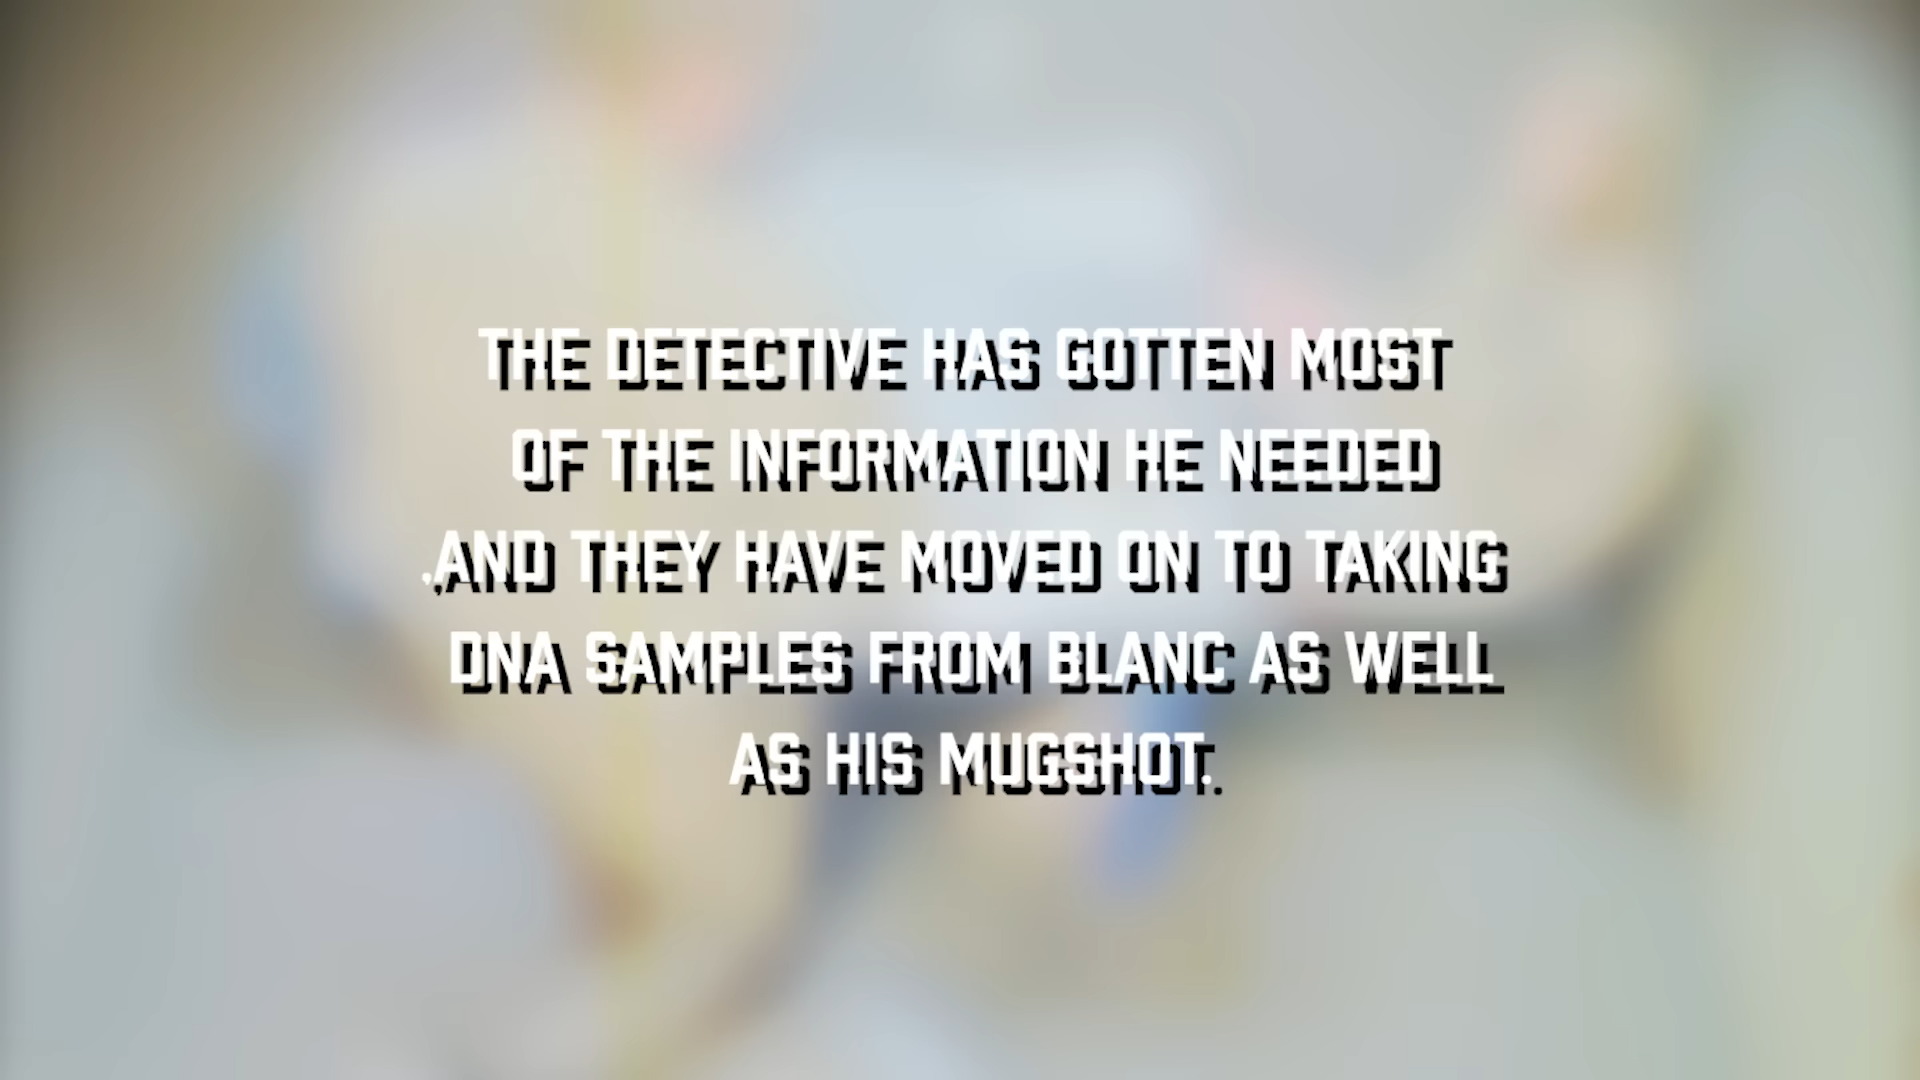 THE DETECTIVE HAS GOTTEN MOST
OF THE INFORMATION HE NEEDED
,AND THEY HAVE MOVED ON TO TAKING
DNA SAMPLES FROM BLANC AS WELL
AS HIS MUGSHOT.